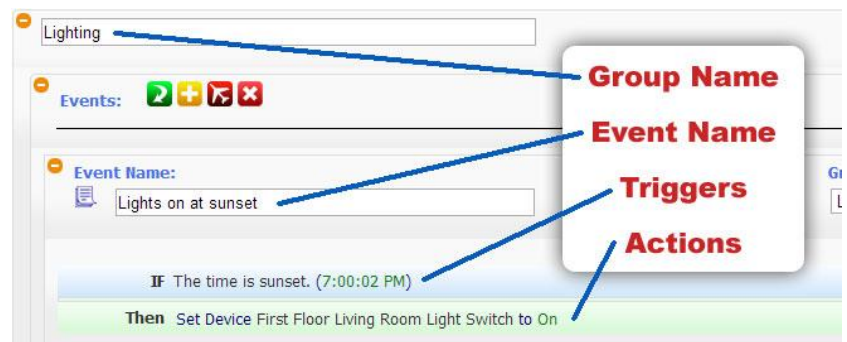 Lighting
Group Name
Events:
Event Name
Event Name:
Lights on at sunset
Triggers
Actions
IF The time is sunset. (7:00:02 PM)
Then Set Device First Floor Living Room Light Switch to On